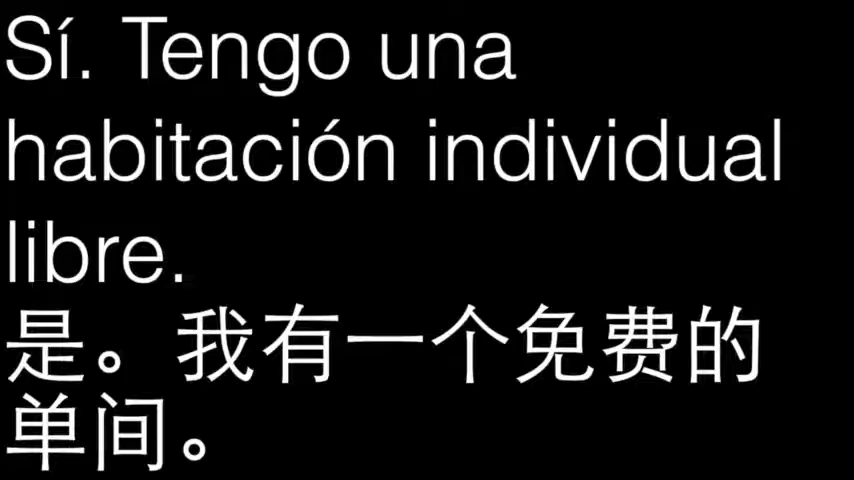 Sí. Tengo una
habitación individual
libre.
是。我有一个免费的
单间。